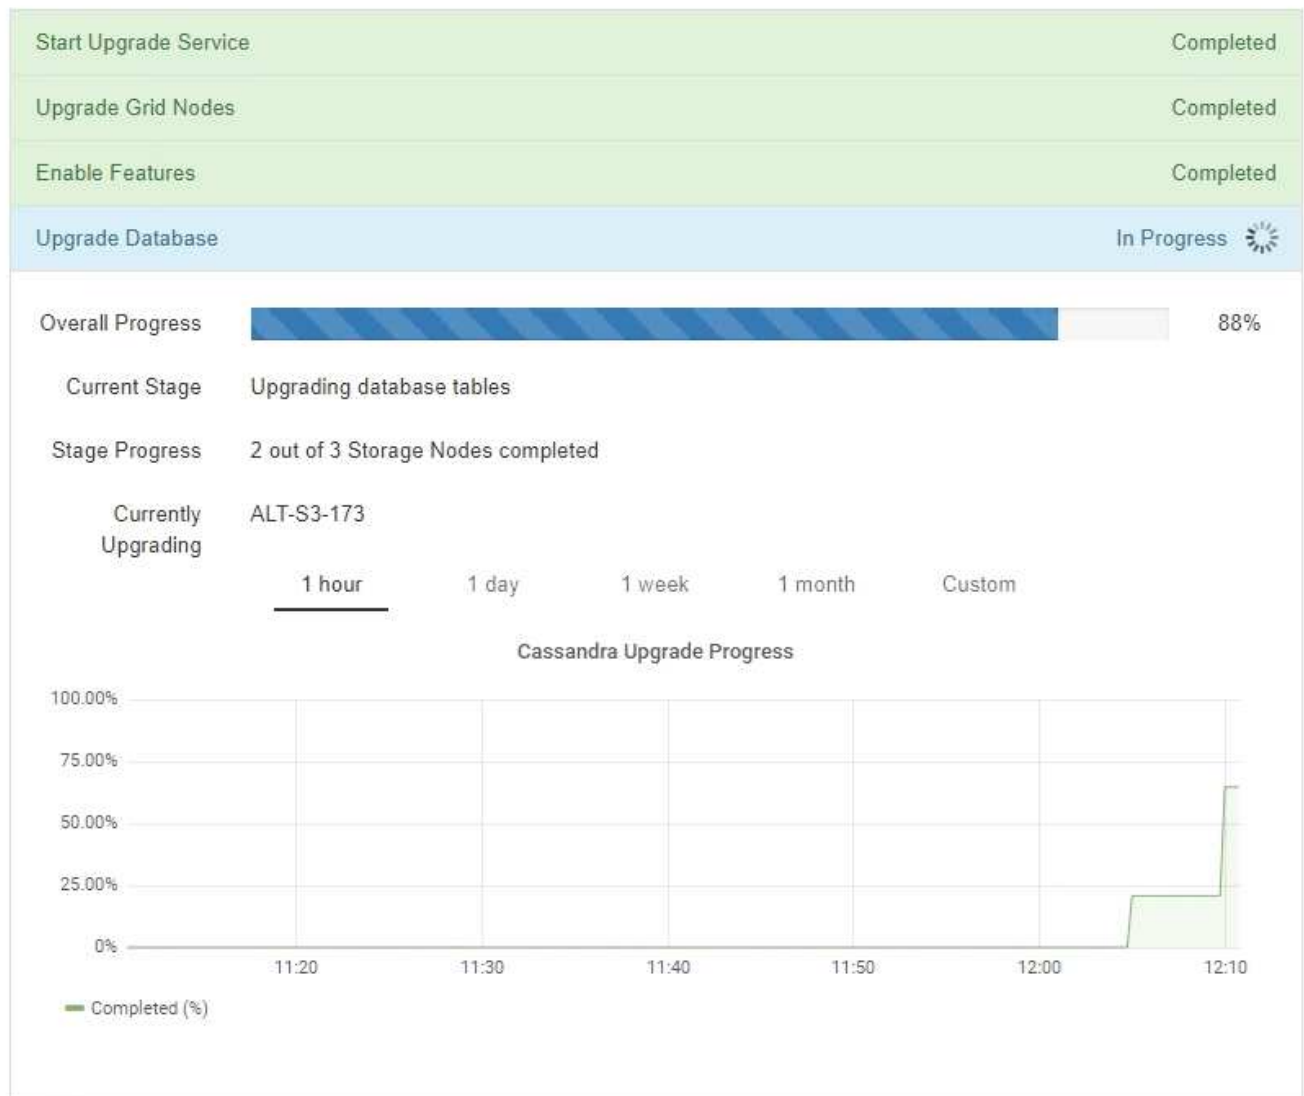 Start Upgrade Service Completed
Upgrade Grid Nodes Completed
Enable Features Completed
Upgrade Database In Progress
Overall Progress 88%
Current Stage Upgrading database tables
Stage Progress 2 out of 3 Storage Nodes completed
Currently ALT-S3-173
Upgrading
1 hour 1 day 1 week 1 month Custom
Cassandra Upgrade Progress
100.00%
75.00%
50.00%
25.00%
0%
11:20 11:30 11:40 11:50 12:00 12:10
Completed (%)